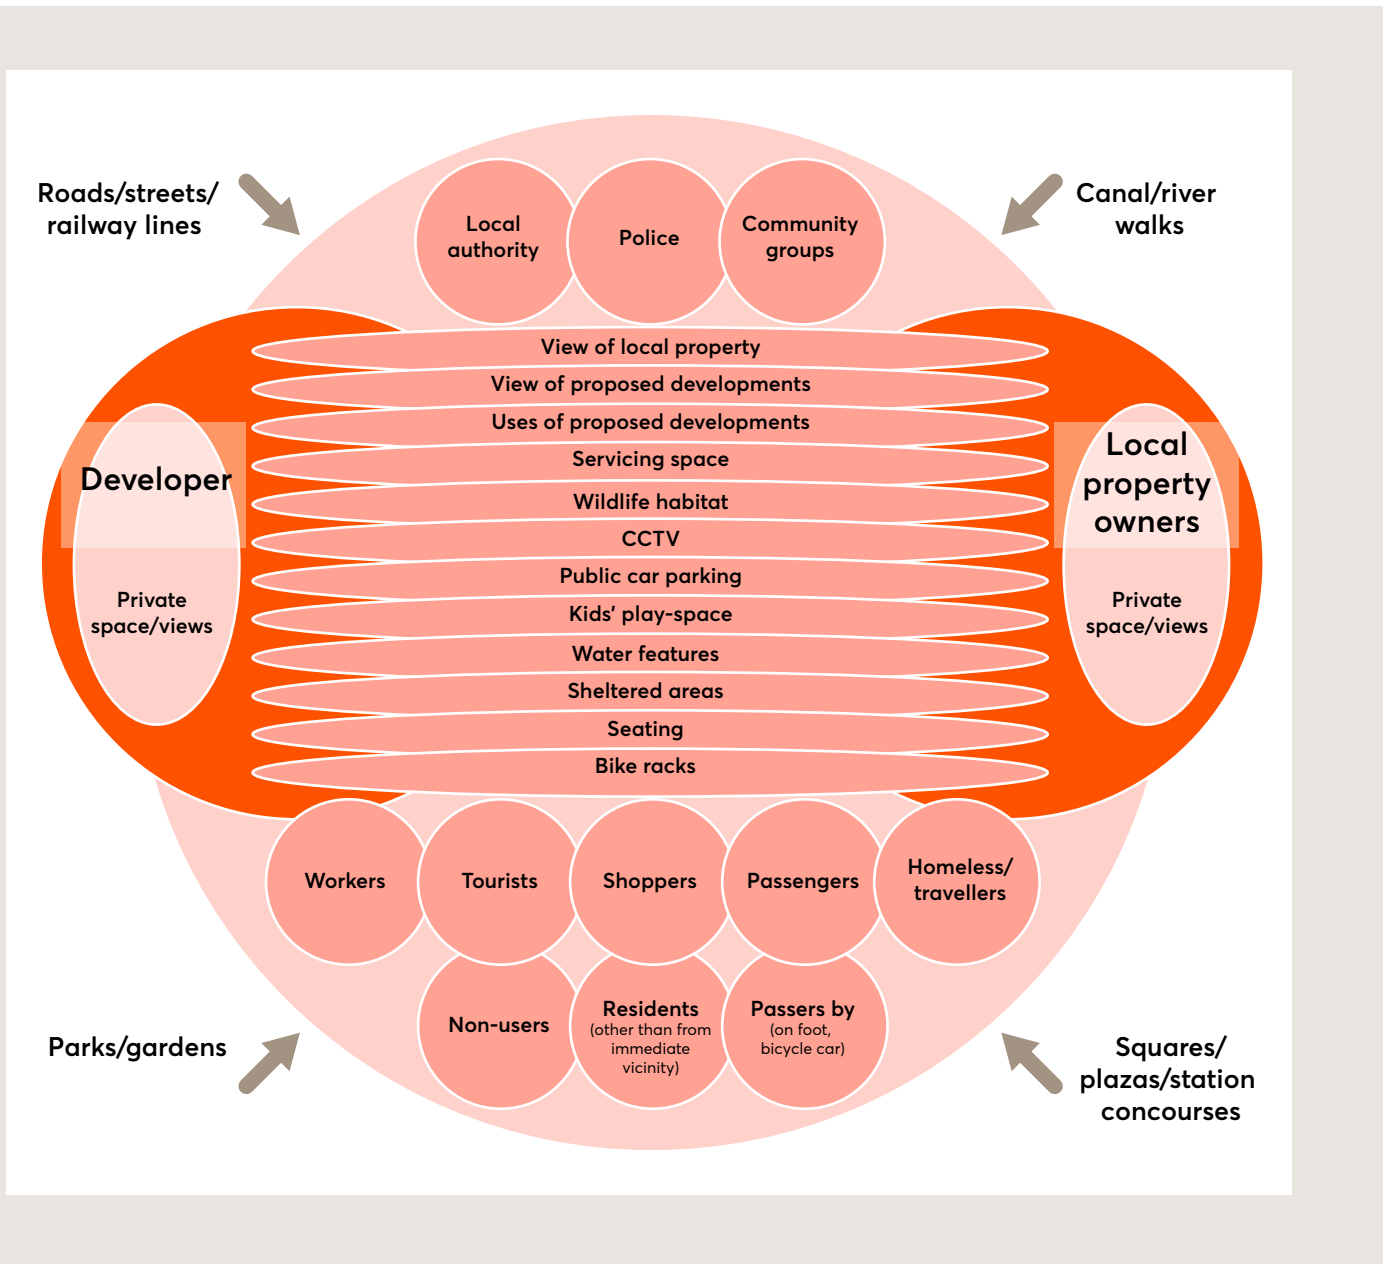 Roads/streets/
railway lines
Canal/river
walks
Local
authority
Police
Community
groups
View of local property
View of proposed developments
Uses of proposed developments
Servicing space
Wildlife habitat
CCTV
Public car parking
Kids' play-space
Water features
Sheltered areas
Seating
Bike racks
Developer
Private
space/views
Local
property
owners
Private
space/views
Workers
Tourists
Shoppers
Passengers
Homeless/
travellers
Non-users
Residents
(other than from
immediate
vicinity)
Passers by
(on foot,
bicycle car)
Parks/gardens
Squares/
plazas/station
concourses